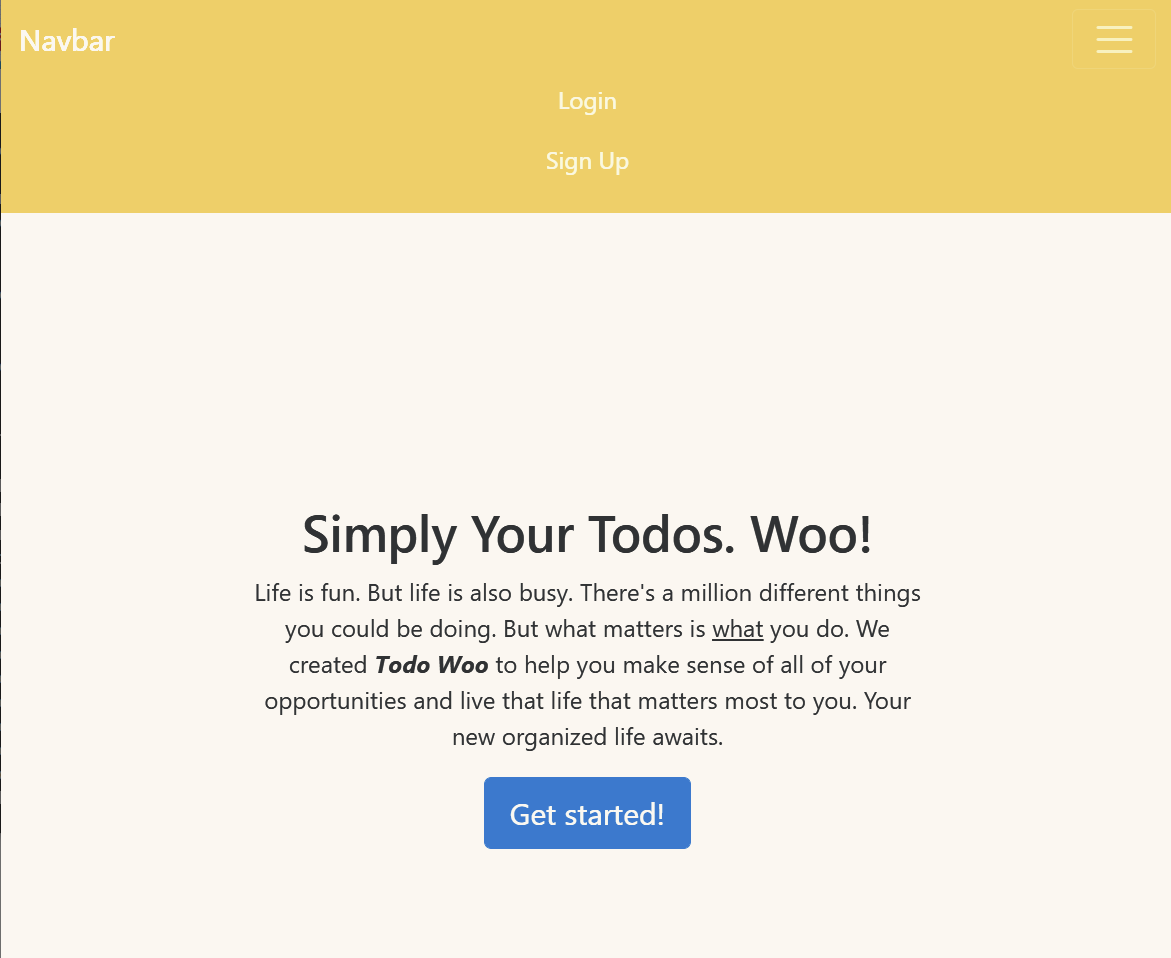 Navbar
Login
Sign Up
Simply Your Todos. Woo!
Life is fun. But life is also busy. There's a million different things
you could be doing. But what matters is what you do. We
created Todo Woo to help you make sense of all of your
opportunities and live that life that matters most to you. Your
new organized life awaits.
Get started!